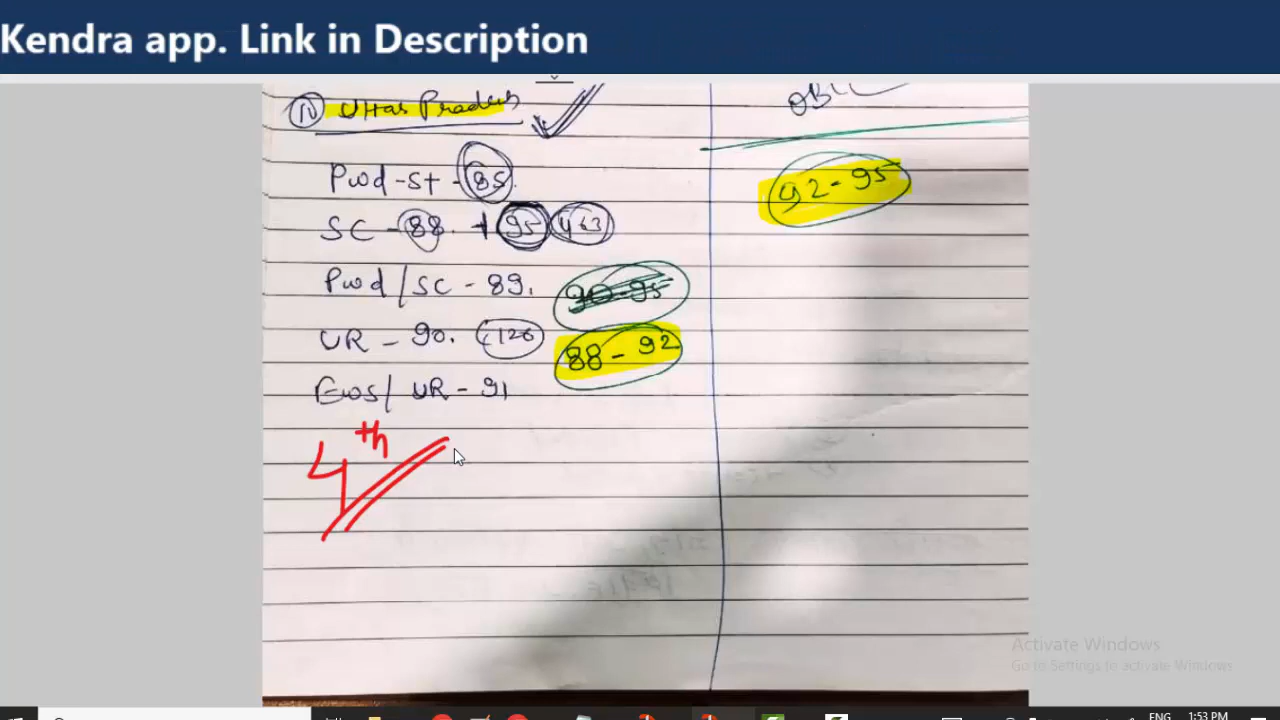 Kendra app. Link in Description
Uttar Pradesh
Pwd - St - 85.
SC - 88. + 95 463
Pwd / SC - 89.
90 - 95
UR - 90. 126
88 - 92
Ews / UR - 91
4th
92 - 95
Activate Windows
Go to Settings to activate Windows
ENG
1:53 PM